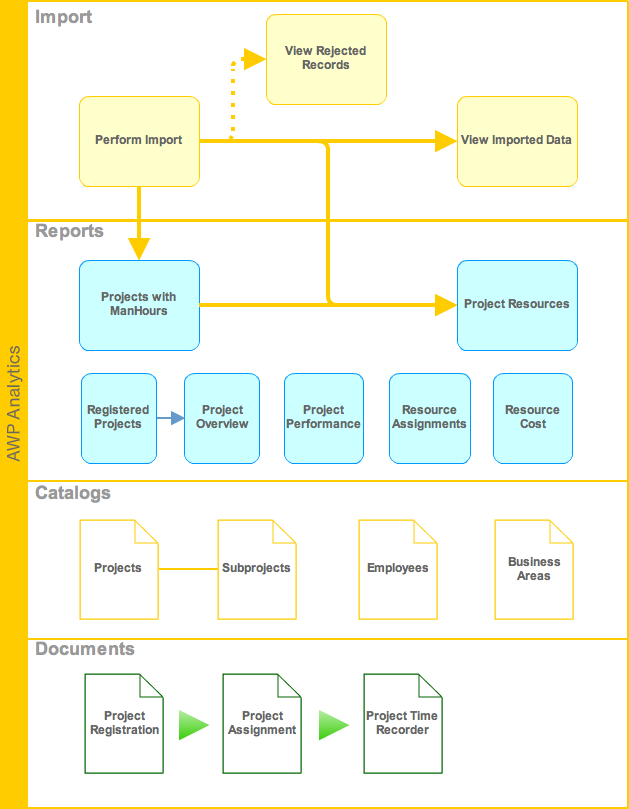 AWP Analytics
Import
View Rejected
Records
Perform Import
View Imported Data
Reports
Projects with
ManHours
Project Resources
Registered
Projects
Project
Overview
Project
Performance
Resource
Assignments
Resource
Cost
Catalogs
Projects
Subprojects
Employees
Business
Areas
Documents
Project
Registration
Project
Assignment
Project Time
Recorder